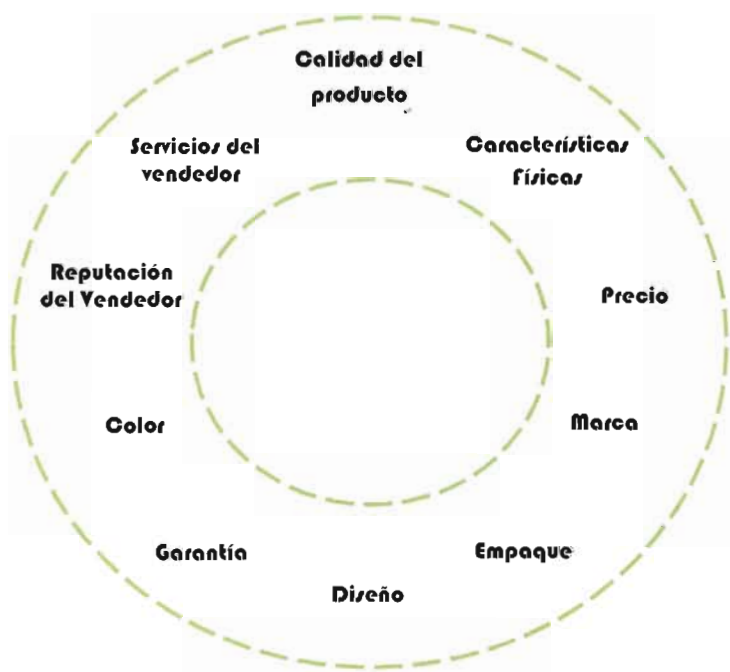 Calidad del
producto
Servicios del
vendedor
Características
Físicas
Reputación
del Vendedor
Precio
Color
Marca
Garantía
Empaque
Diseño